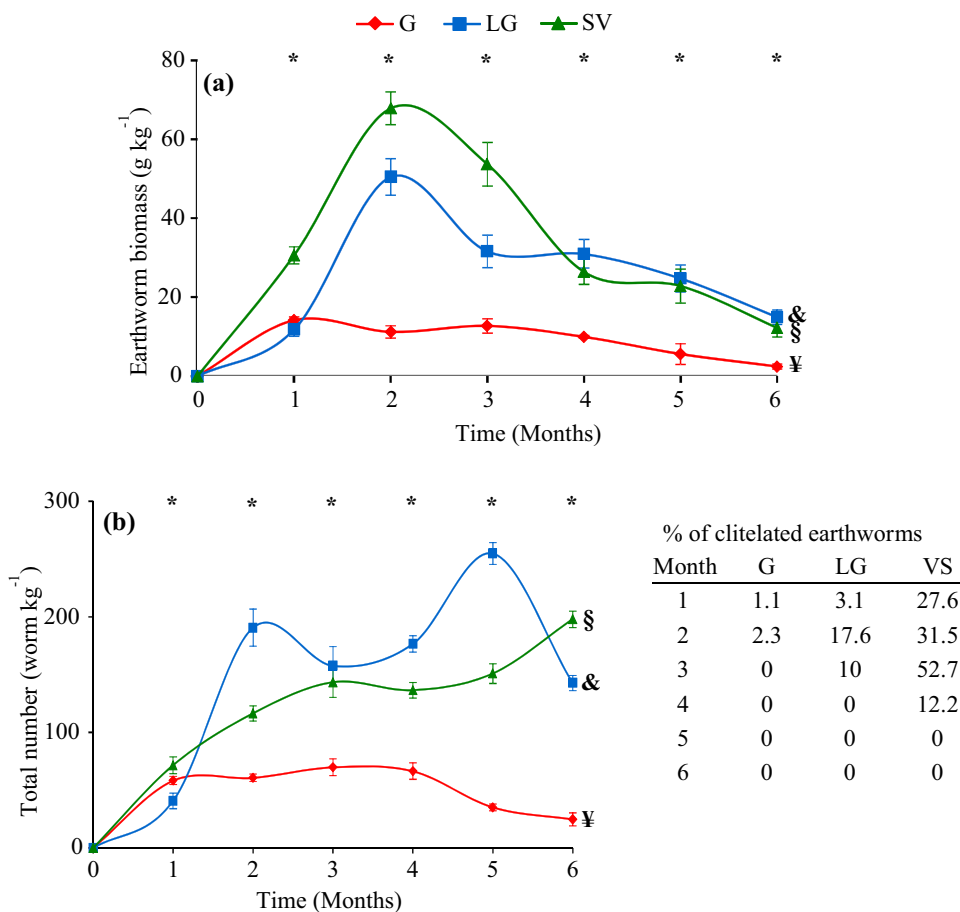 G LG SV
(a)
* * * * * *
80
60
40
20
0
Earthworm biomass (g kg⁻¹)
&
§
¥
0 1 2 3 4 5 6
Time (Months)
(b)
* * * * * *
300
200
100
0
Total number (worm kg⁻¹)
§
&
¥
0 1 2 3 4 5 6
Time (Months)
% of clitelated earthworms
Month G LG VS
1 1.1 3.1 27.6
2 2.3 17.6 31.5
3 0 10 52.7
4 0 0 12.2
5 0 0 0
6 0 0 0